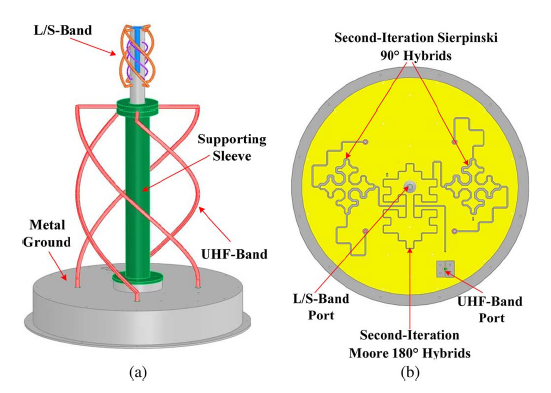 L/S-Band
Supporting
Sleeve
Metal
Ground
UHF-Band
(a)
Second-Iteration Sierpinski
90° Hybrids
L/S-Band
Port
UHF-Band
Port
Second-Iteration
Moore 180° Hybrids
(b)